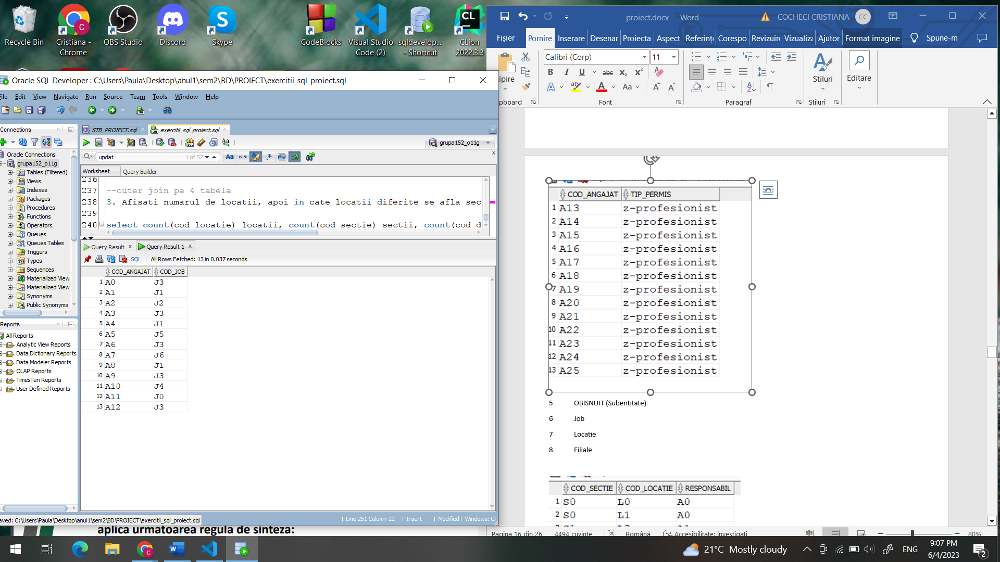 Recycle Bin
Cristiana - Chrome
OBS Studio
Discord
Skype
CodeBlocks
Visual Studio Code (2)
sqldevelop... - Shortcut
CLion 2022.3.3
Oracle SQL Developer : C:\Users\Paula\Desktop\anul1\sem2\BD\PROIECT\exercitii_sql_proiect.sql
ile Edit View Navigate Run Source Team Tools Window Help
Connections
Oracle Connections
grupa152_o11g
Tables (Filtered)
Views
Indexes
Packages
Procedures
Functions
Operators
Queues
Queues Tables
Triggers
Types
Sequences
Materialized View
Materialized View
Synonyms
Public Synonyms
Reports
All Reports
Analytic View Reports
Data Dictionary Reports
Data Modeler Reports
OLAP Reports
TimesTen Reports
User Defined Reports
STB_PROIECT.sql
exercitii_sql_proiect.sql
grupa152_o11g
updat 1 of 52
Worksheet Query Builder
236
237 --outer join pe 4 tabele
238 3. Afisati numarul de locatii, apoi in cate locatii diferite se afla sec
239
240 select count(cod locatie) locatii, count(cod sectie) sectii, count(cod d
Query Result x Query Result 1 x
SQL | All Rows Fetched: 13 in 0.037 seconds
COD_ANGAJAT COD_JOB
1 A0 J3
2 A1 J1
3 A2 J2
4 A3 J3
5 A4 J1
6 A5 J5
7 A6 J3
8 A7 J6
9 A8 J1
10 A9 J3
11 A10 J4
12 A11 J0
13 A12 J3
aved: C:\Users\Paula\Desktop\anul1\sem2\BD\PROIECT\exercitii_sql_proiect.sql
| Line 251 Column 22 | Insert | Modified | Windows: CF
aplica urmatoarea regula de sinteza:
proiect.docx - Word
COCHECI CRISTIANA CC
Fișier Pornire Inserare Desenar Proiecta Aspect Referinț Corespo Revizuir Vizualiza Ajutor Format imagine Spune-m
Calibri (Corp) 11
ipire
Stiluri
Editare
pboard Font Paragraf Stiluri
COD_ANGAJAT TIP_PERMIS
1 A13 z-profesionist
2 A14 z-profesionist
3 A15 z-profesionist
4 A16 z-profesionist
5 A17 z-profesionist
6 A18 z-profesionist
7 A19 z-profesionist
8 A20 z-profesionist
9 A21 z-profesionist
10 A22 z-profesionist
11 A23 z-profesionist
12 A24 z-profesionist
13 A25 z-profesionist
5 OBISNUIT (Subentitate)
6 Job
7 Locatie
8 Filiale
COD_SECTIE COD_LOCATIE RESPONSABIL
1 S0 L0 A0
2 S0 L1 A0
Pagina 16 din 26 4494 cuvinte Română Accesibilitate: investigați 80%
21°C Mostly cloudy
ENG
9:07 PM
6/4/2023
2